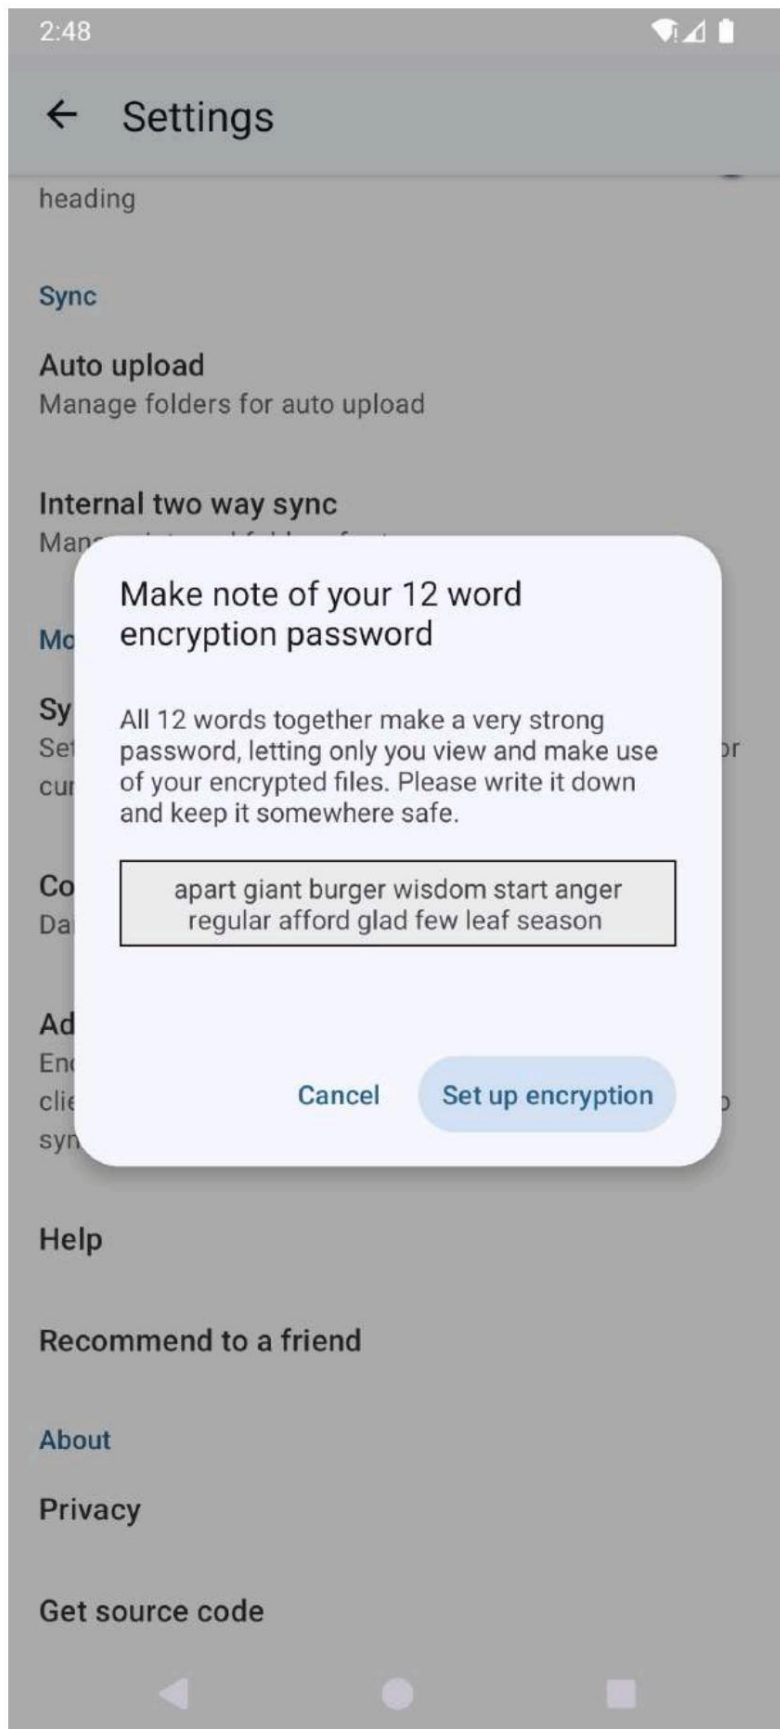 2:48
Settings
heading
Sync
Auto upload
Manage folders for auto upload
Internal two way sync
Make note of your 12 word
encryption password
All 12 words together make a very strong
password, letting only you view and make use
of your encrypted files. Please write it down
and keep it somewhere safe.
apart giant burger wisdom start anger
regular afford glad few leaf season
Cancel
Set up encryption
Help
Recommend to a friend
About
Privacy
Get source code